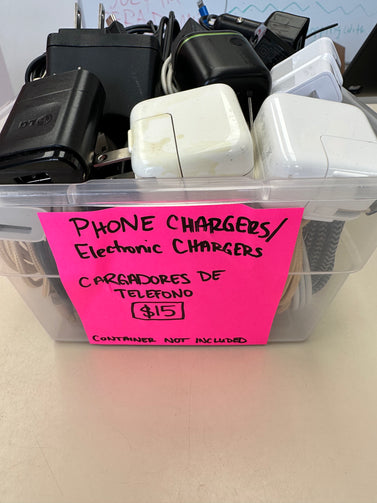 PHONE CHARGERS/
Electronic CHARGERS
CARGADORES DE
TELEFONO
$15
CONTAINER NOT INCLUDED